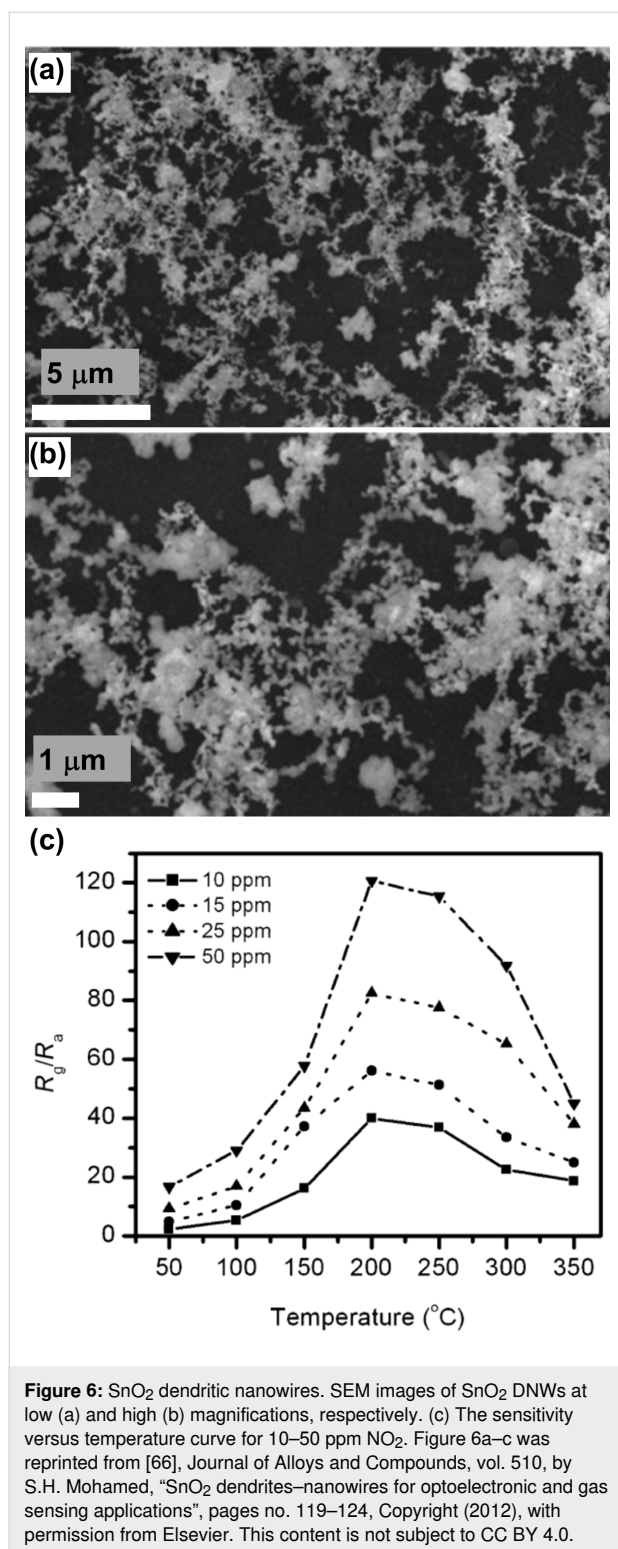 (a)
5 μm
(b)
1 μm
(c)
10 ppm
15 ppm
25 ppm
50 ppm
120
100
80
60
40
20
0
Rg/Ra
50 100 150 200 250 300 350
Temperature (°C)
Figure 6: SnO2 dendritic nanowires. SEM images of SnO2 DNWs at
low (a) and high (b) magnifications, respectively. (c) The sensitivity
versus temperature curve for 10–50 ppm NO2. Figure 6a–c was
reprinted from [66], Journal of Alloys and Compounds, vol. 510, by
S.H. Mohamed, “SnO2 dendrites–nanowires for optoelectronic and gas
sensing applications”, pages no. 119–124, Copyright (2012), with
permission from Elsevier. This content is not subject to CC BY 4.0.